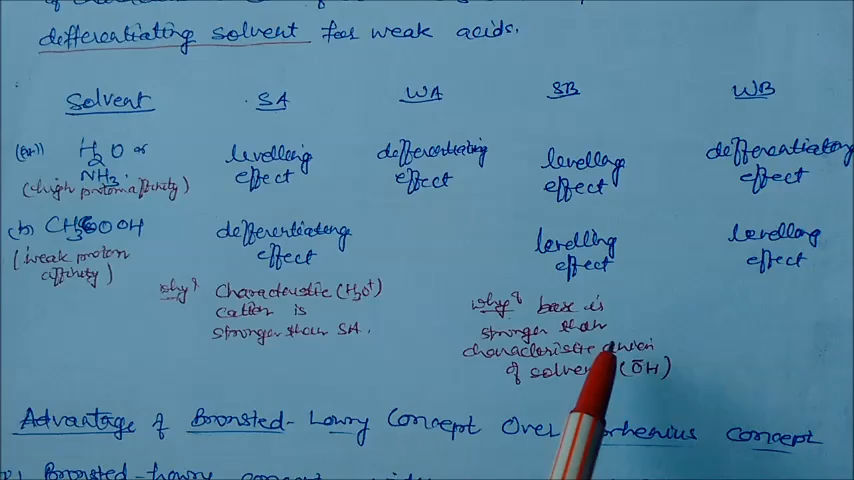 differentiating solvent for weak acids.
Solvent SA WA SB WB
H2O or levelling differentiating levelling differentiating
NH3. effect effect effect effect
(high proton affinity)
(b) CH3COOH differentiating levelling levelling
(weak proton effect effect effect
affinity)
why? Characteristic (H3O+) why? base is
cation is stronger than
stronger than SA. characteristic
of solvent (OH)
Advantage of Bronsted-Lowry Concept Over Arrhenius Concept
Bronsted-Lowry concept